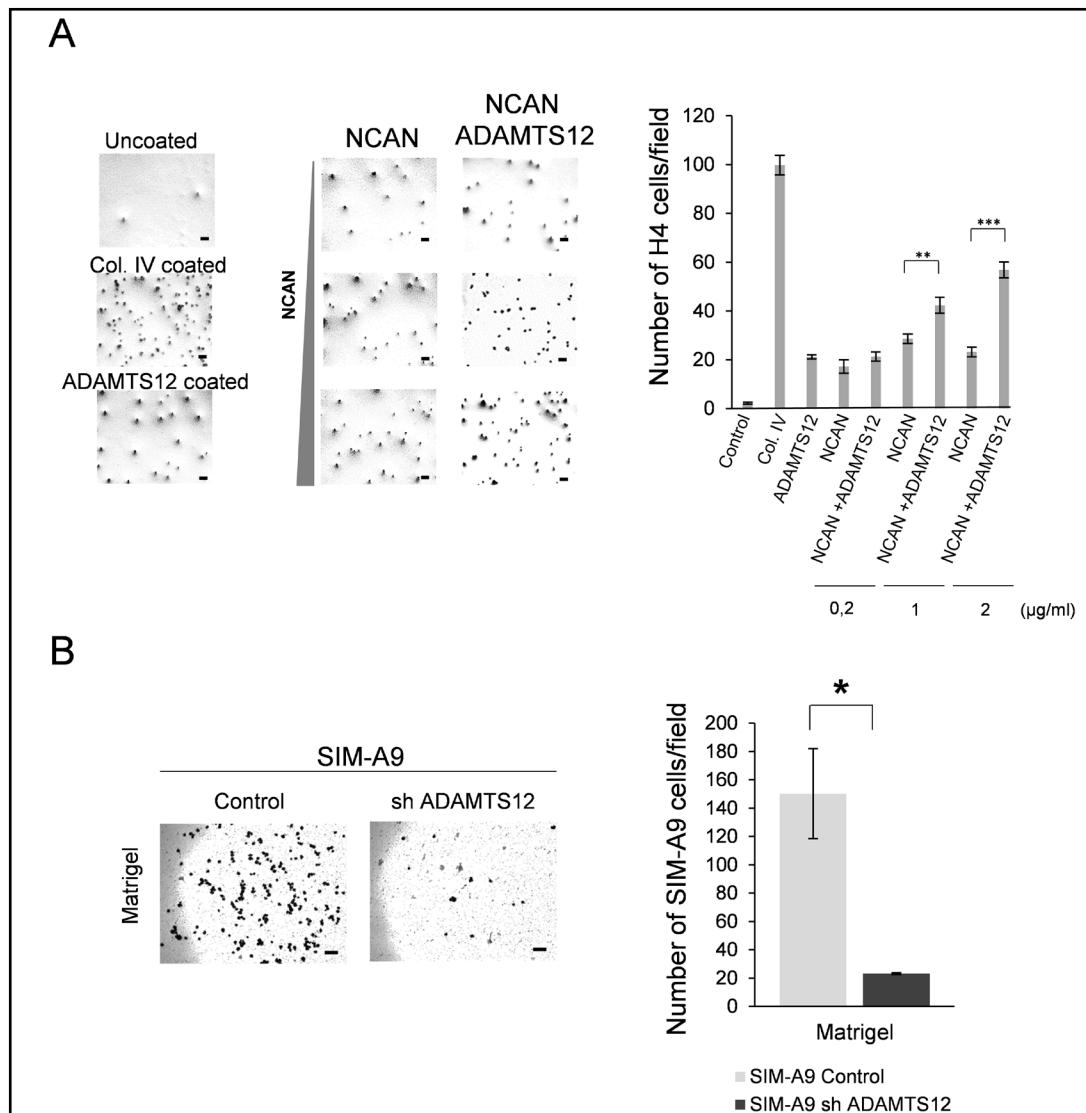 A
Uncoated
Col. IV coated
ADAMTS12 coated
NCAN
NCAN
NCAN
ADAMTS12
Number of H4 cells/field
140
120
100
80
60
40
20
0
**
***
Control
Col. IV
ADAMTS12
NCAN
NCAN +ADAMTS12
NCAN
NCAN +ADAMTS12
NCAN
NCAN +ADAMTS12
0,2
1
2
(µg/ml)
B
SIM-A9
Control
sh ADAMTS12
Matrigel
Number of SIM-A9 cells/field
200
180
160
140
120
100
80
60
40
20
0
*
Matrigel
SIM-A9 Control
SIM-A9 sh ADAMTS12